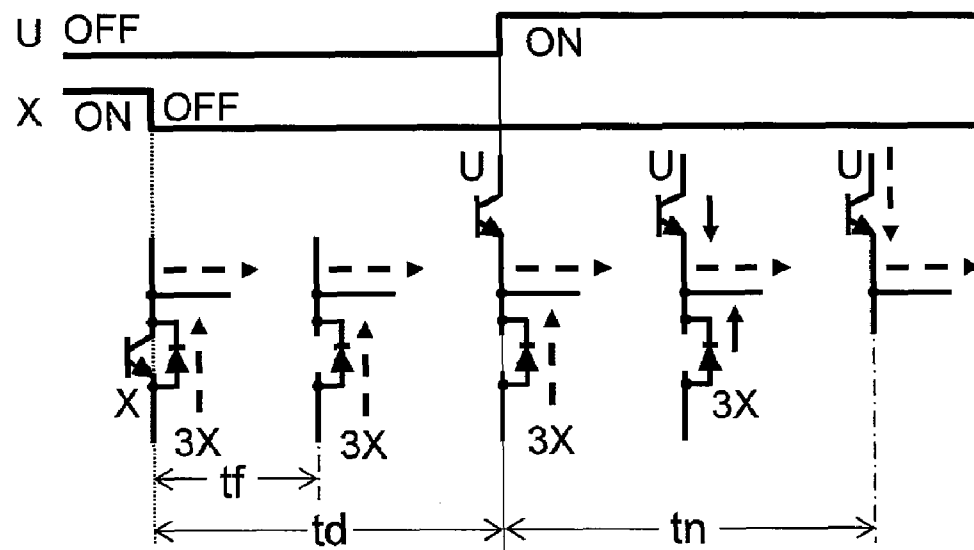 U OFF
ON
X ON OFF
U U U
X
3X 3X 3X 3X
tf
td tn